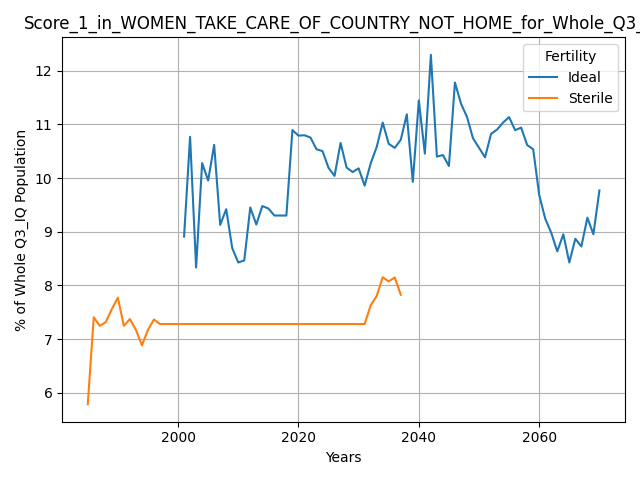 Score_1_in_WOMEN_TAKE_CARE_OF_COUNTRY_NOT_HOME_for_Whole_Q3_
Fertility
Ideal
Sterile
% of Whole Q3_IQ Population
12
11
10
9
8
7
6
2000 2020 2040 2060
Years